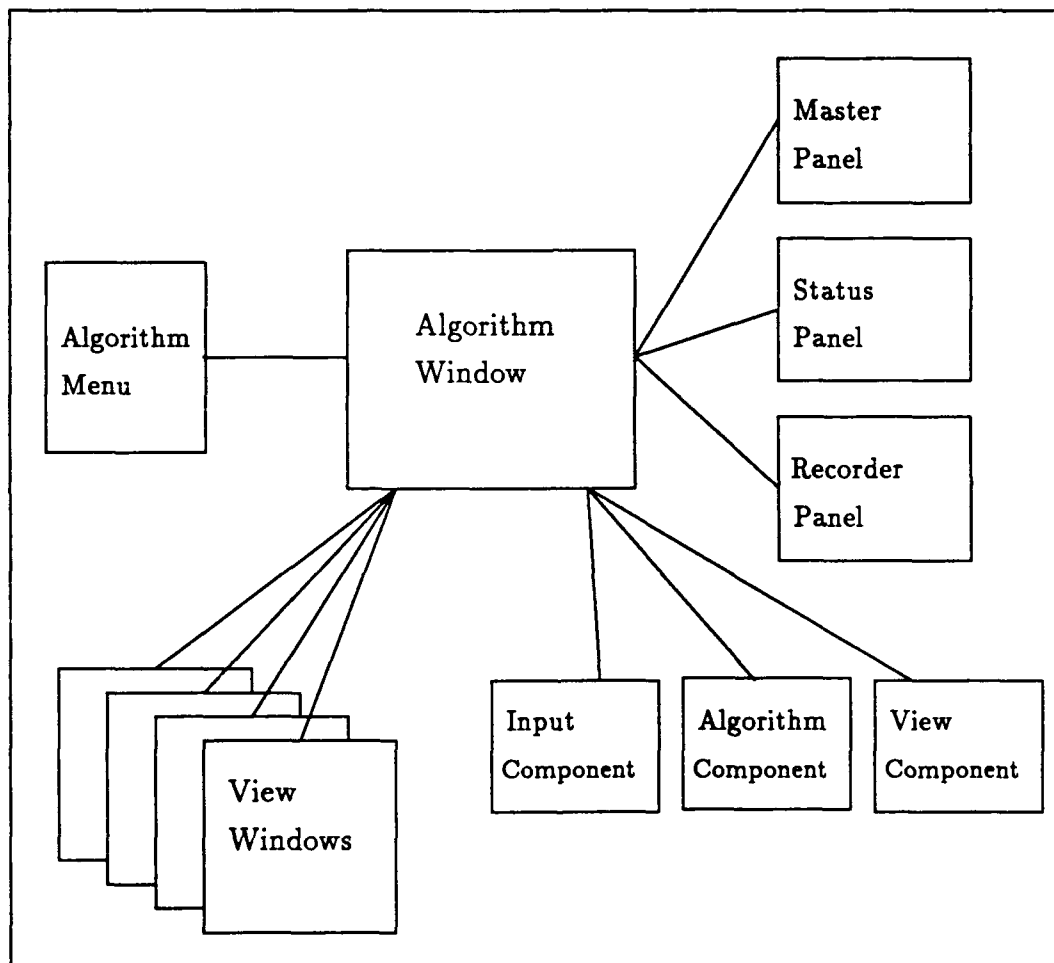 Master
Panel
Status
Panel
Recorder
Panel
Algorithm
Menu
Algorithm
Window
View
Windows
Input
Component
Algorithm
Component
View
Component